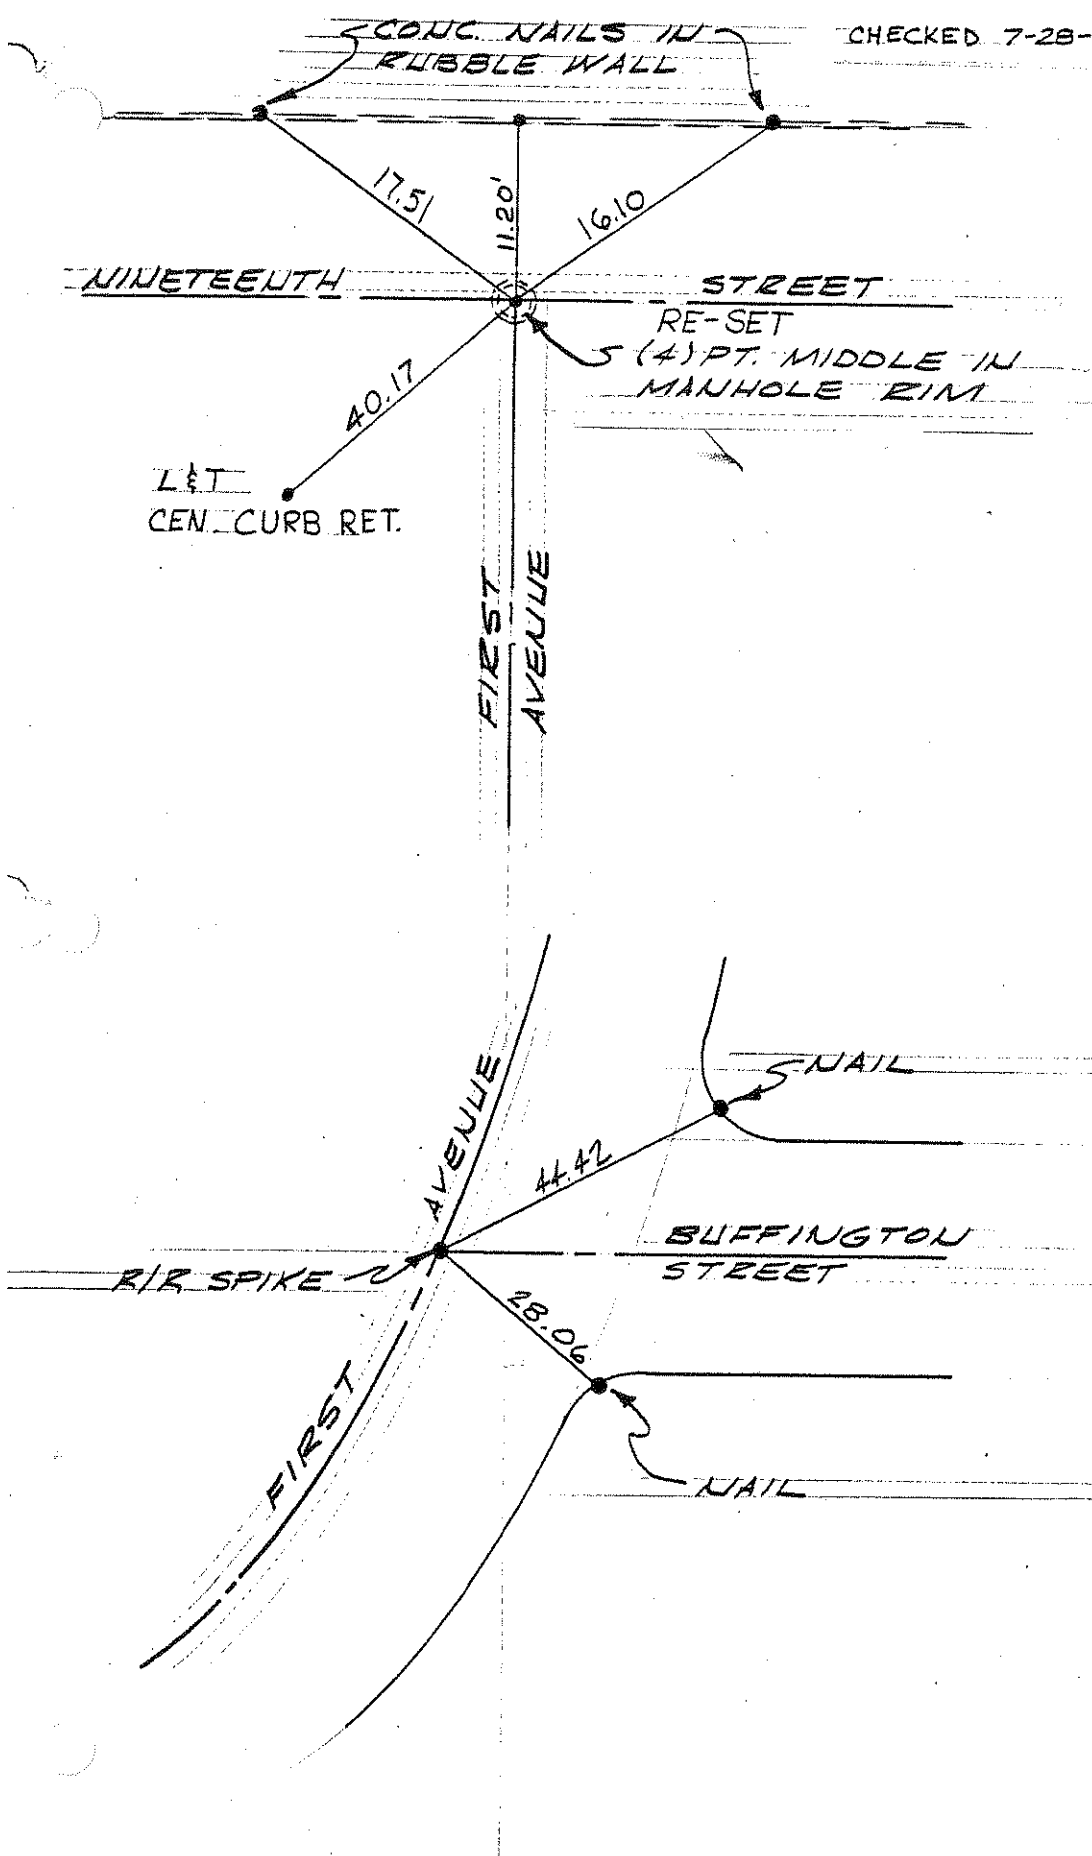 CONC. NAILS IN
RUBBLE WALL
CHECKED 7-28-
17.51
11.20'
16.10
NINETEENTH STREET
RE-SET
(4) PT. MIDDLE IN
MANHOLE RIM
40.17
L&T
CEN. CURB RET.
FIRST
AVENUE
NAIL
AVENUE
44.42
BUFFINGTON
STREET
R/R SPIKE
28.06
FIRST
NAIL